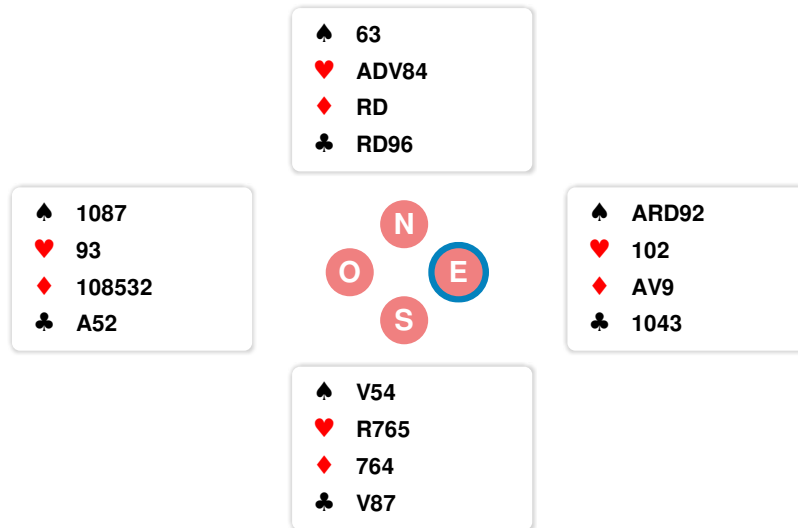 ♠ 63
♥ ADV84
♦ RD
♣ RD96
♠ 1087
♥ 93
♦ 108532
♣ A52
N
O
E
S
♠ ARD92
♥ 102
♦ AV9
♣ 1043
♠ V54
♥ R765
♦ 764
♣ V87